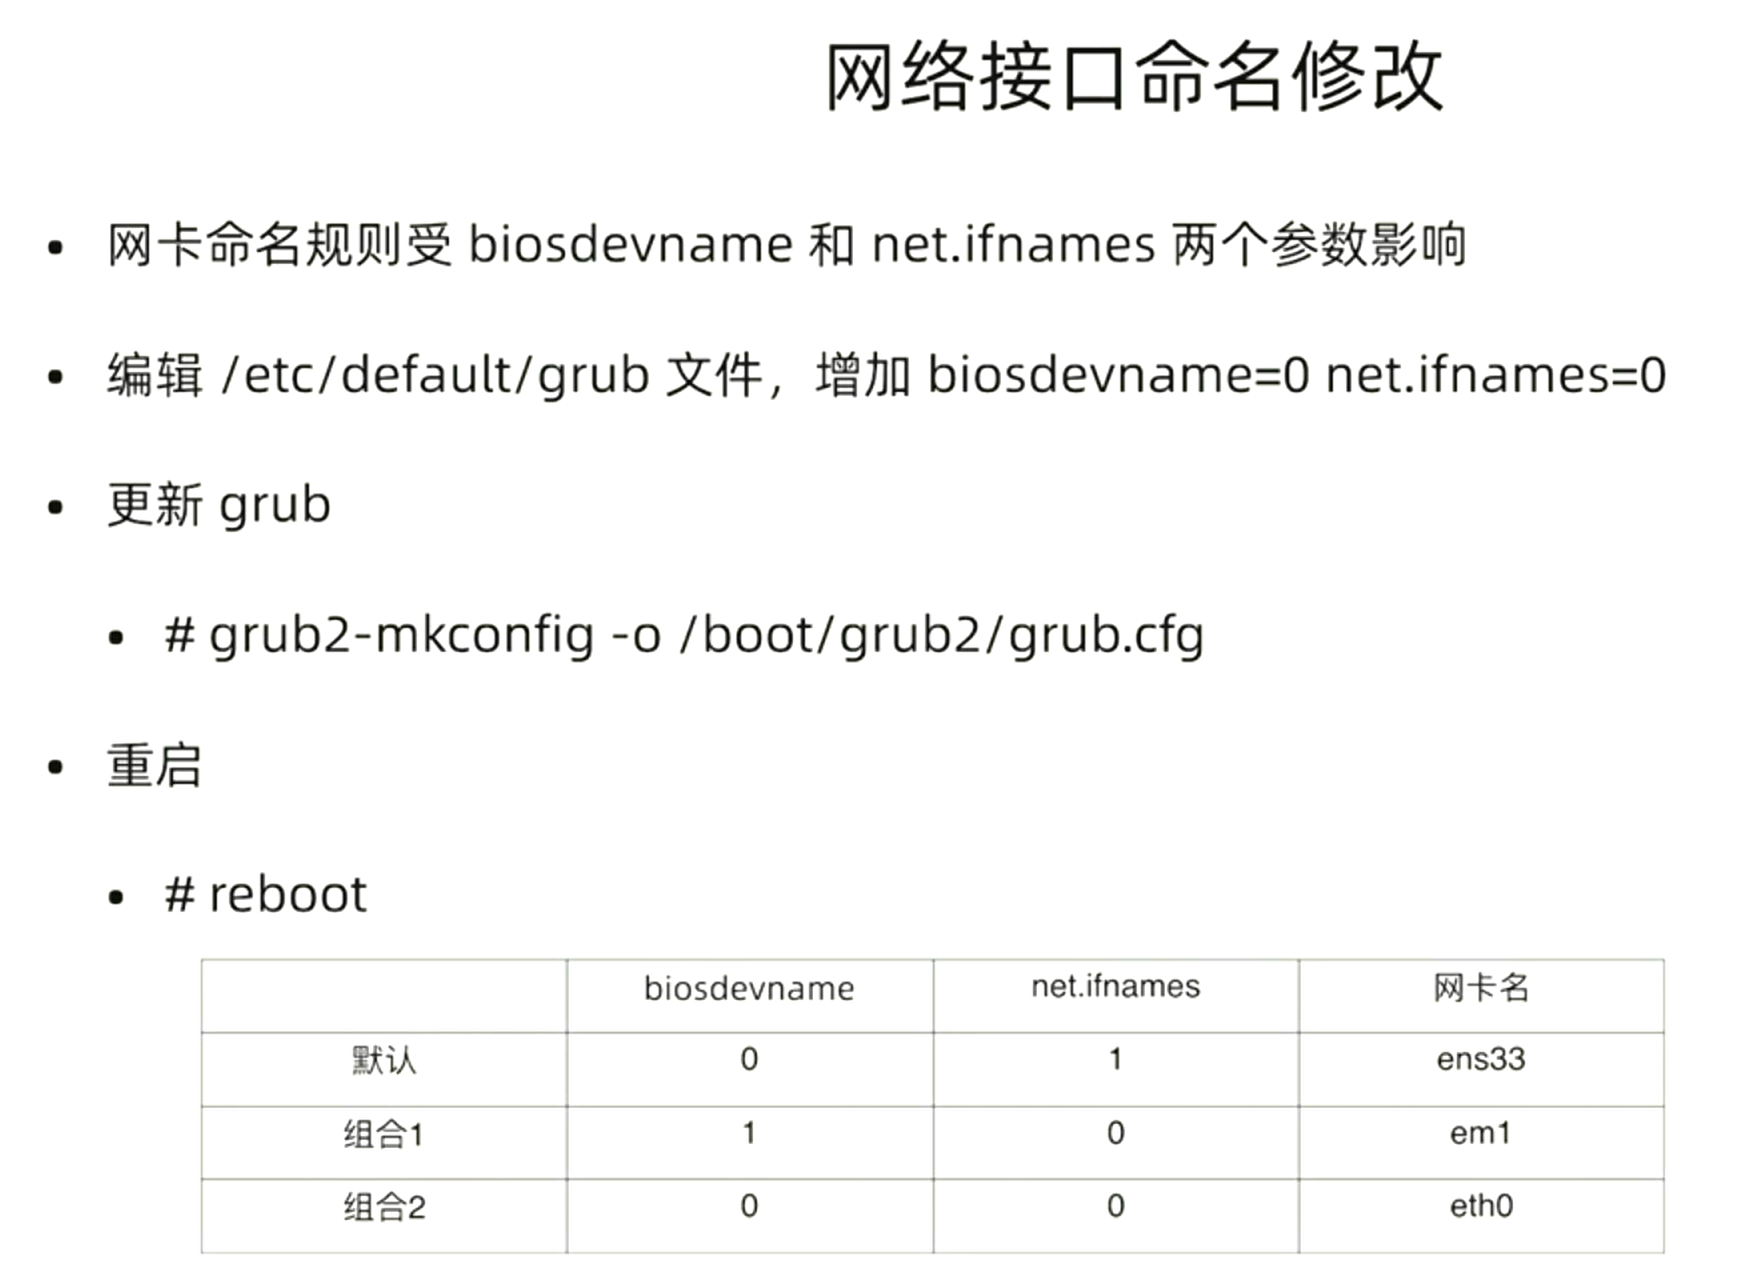 网络接口命名修改
• 网卡命名规则受 biosdevname 和 net.ifnames 两个参数影响
• 编辑 /etc/default/grub 文件，增加 biosdevname=0 net.ifnames=0
• 更新 grub
• # grub2-mkconfig -o /boot/grub2/grub.cfg
• 重启
• # reboot
biosdevname net.ifnames 网卡名
默认 0 1 ens33
组合1 1 0 em1
组合2 0 0 eth0